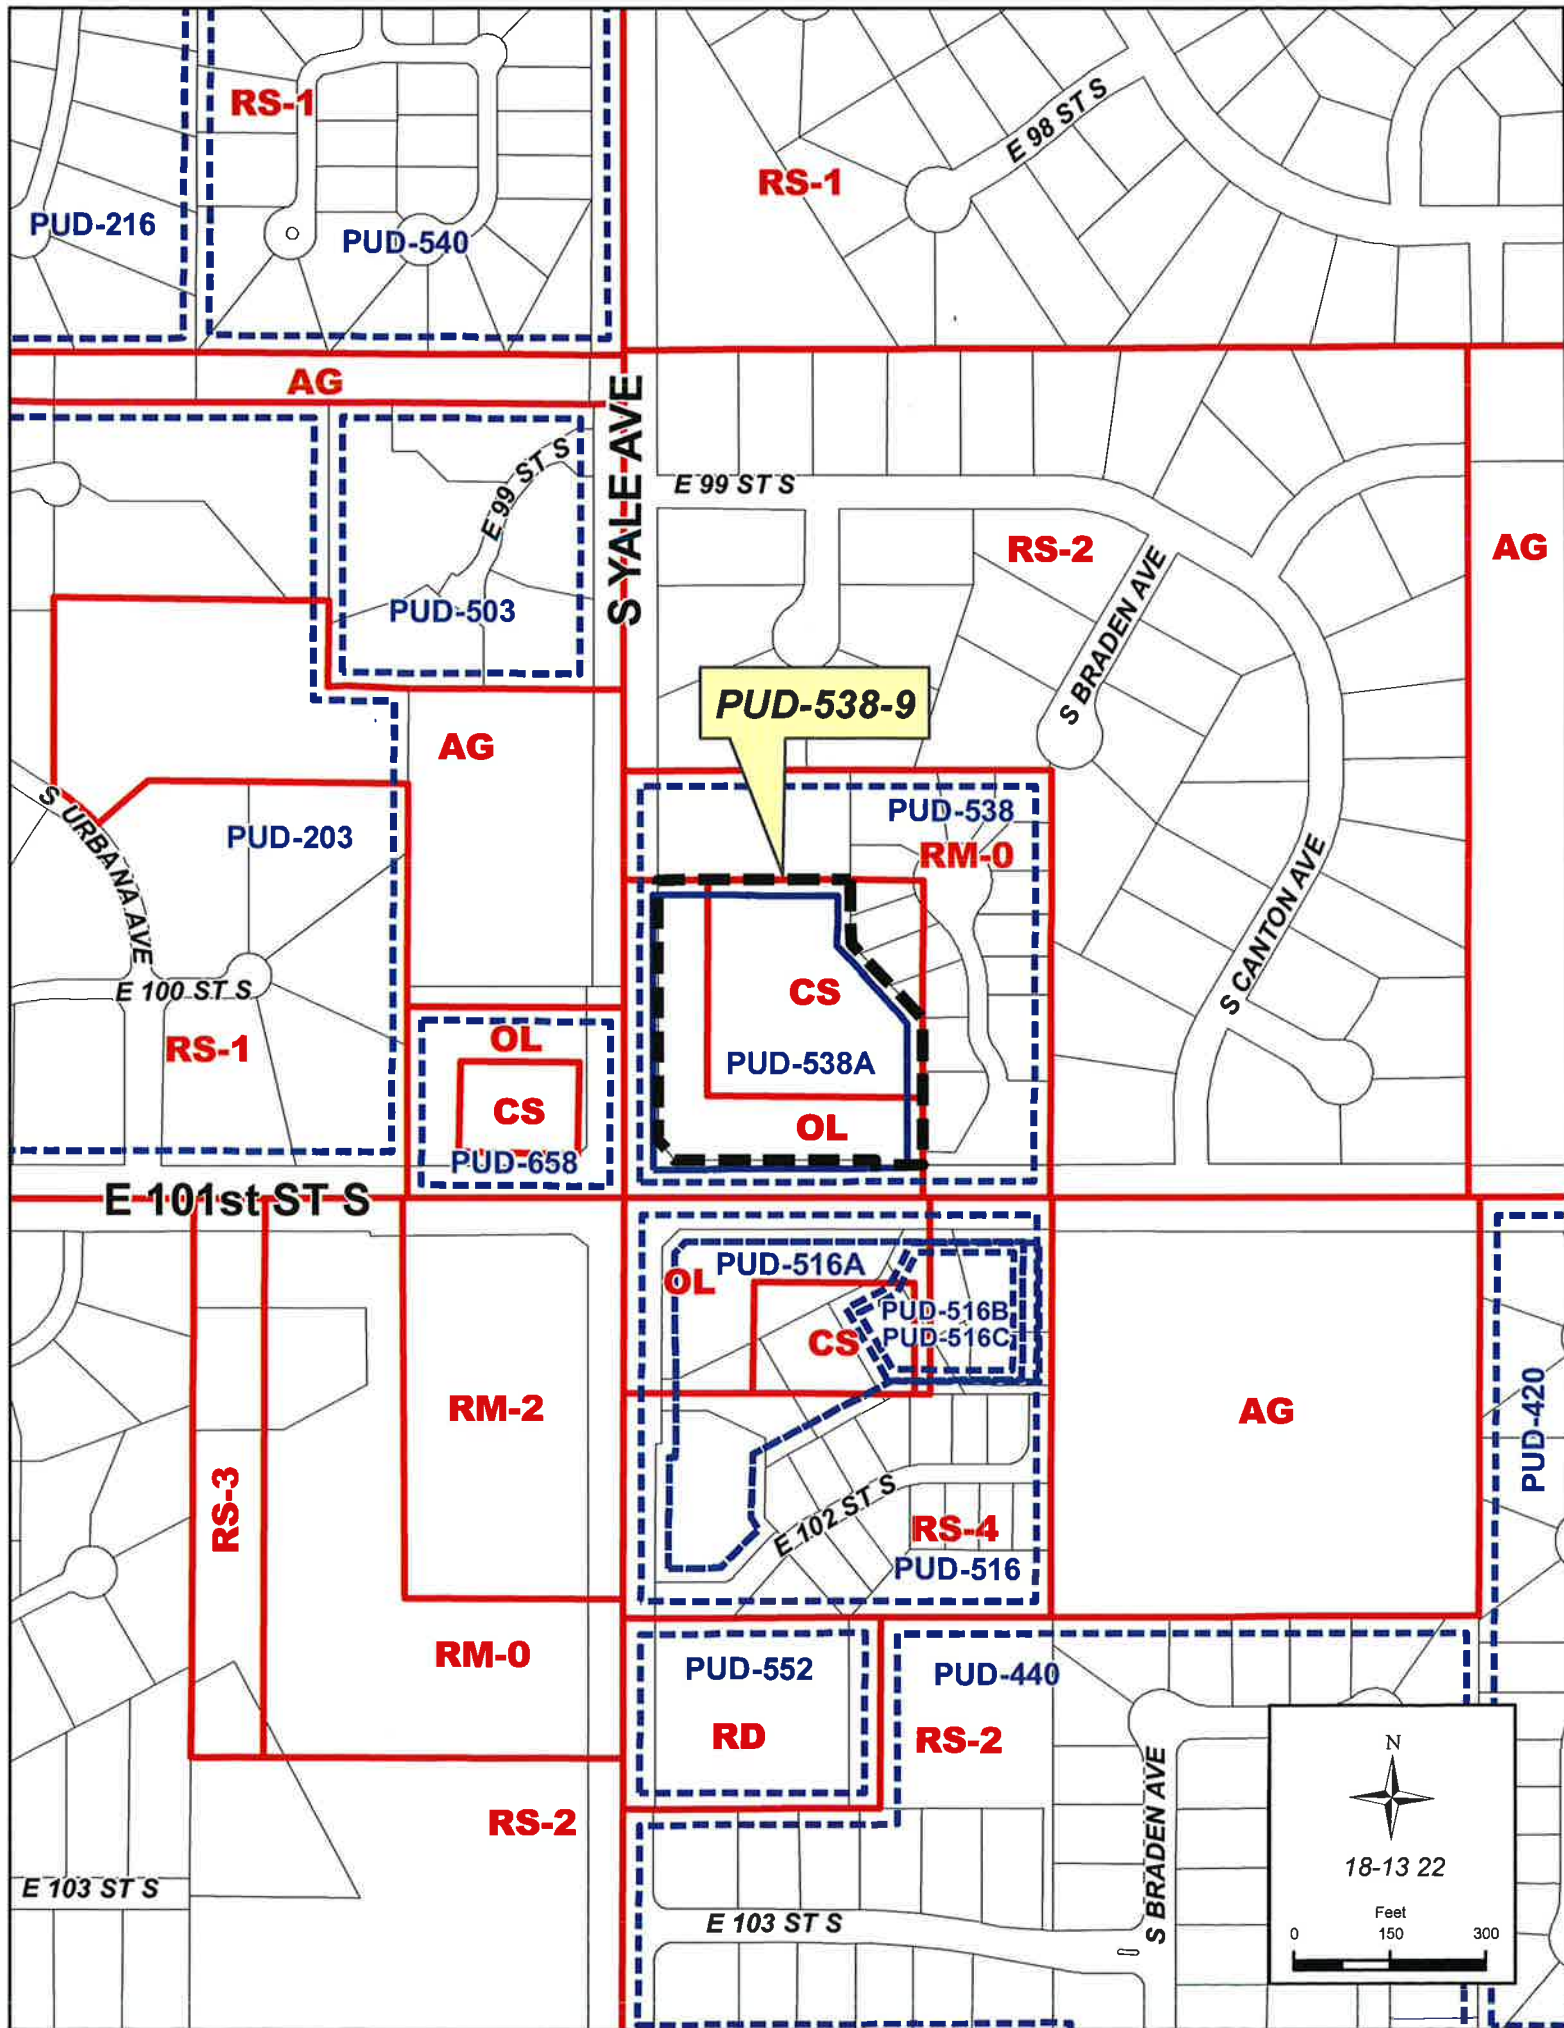 RS-1
E 98 ST S
RS-1
PUD-216
PUD-540
AG
S YALE AVE
E 99 ST S
E 99 ST S
RS-2
AG
S BRADEN AVE
PUD-503
PUD-538-9
AG
S URBANA AVE
PUD-203
PUD-538
RM-0
S CANTON AVE
E 100 ST S
CS
RS-1
OL
PUD-538A
CS
OL
PUD-658
E 101st ST S
PUD-516A
OL
PUD-516B
CS
PUD-516C
RM-2
AG
PUD-420
RS-3
E 102 ST S
RS-4
PUD-516
RM-0
PUD-552
PUD-440
RD
RS-2
RS-2
S BRADEN AVE
E 103 ST S
E 103 ST S
N
18-13 22
Feet
0 150 300